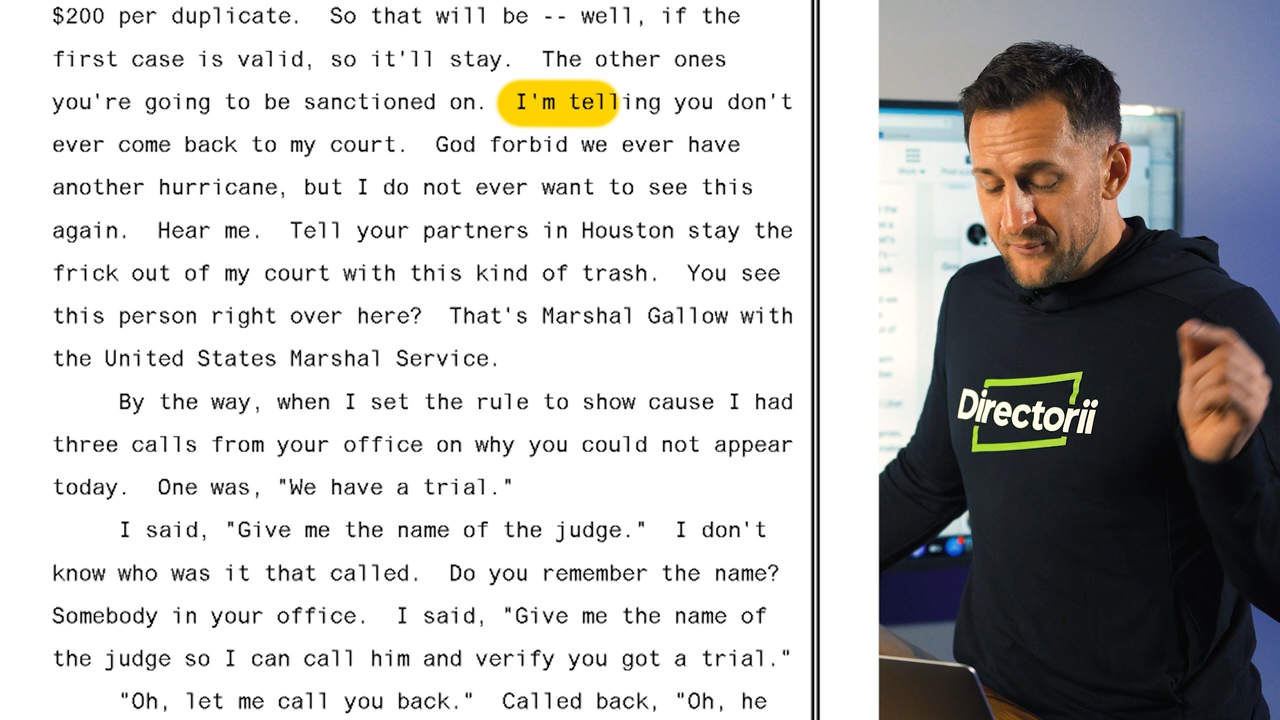 $200 per duplicate. So that will be -- well, if the
first case is valid, so it'll stay. The other ones
you're going to be sanctioned on. I'm telling you don't
ever come back to my court. God forbid we ever have
another hurricane, but I do not ever want to see this
again. Hear me. Tell your partners in Houston stay the
frick out of my court with this kind of trash. You see
this person right over here? That's Marshal Gallow with
the United States Marshal Service.
By the way, when I set the rule to show cause I had
three calls from your office on why you could not appear
today. One was, "We have a trial."
I said, "Give me the name of the judge." I don't
know who was it that called. Do you remember the name?
Somebody in your office. I said, "Give me the name of
the judge so I can call him and verify you got a trial."
"Oh, let me call you back." Called back, "Oh, he
Directorii